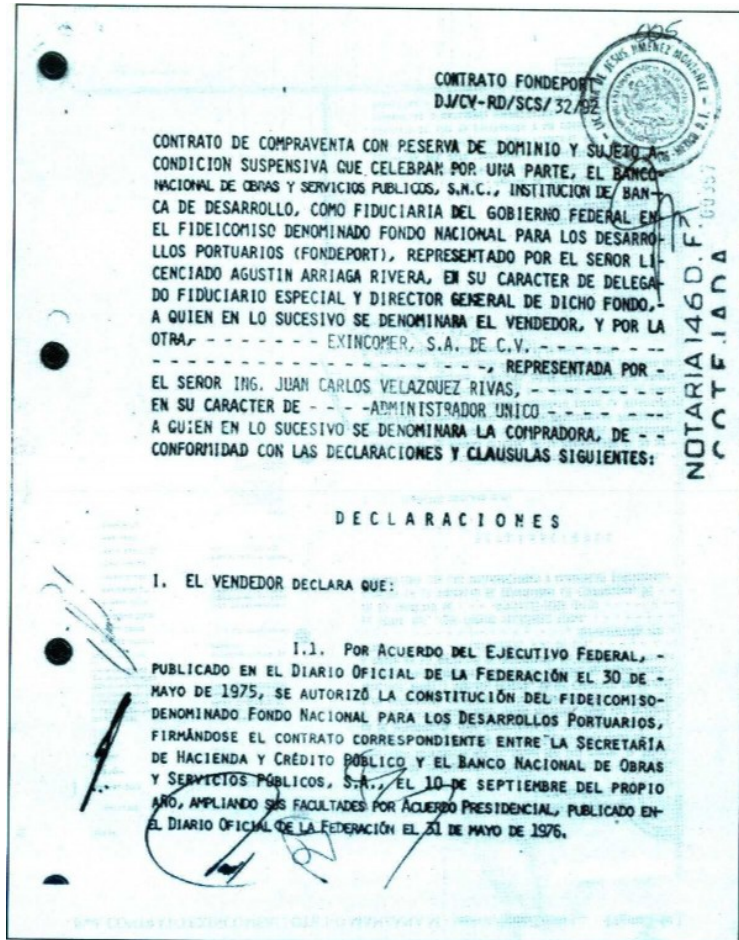 005
CONTRATO FONDEPORT
DJ/CV-RD/SCS/32/92
CONTRATO DE COMPRAVENTA CON RESERVA DE DOMINIO Y SUJETO A
CONDICION SUSPENSIVA QUE CELEBRAN POR UNA PARTE, EL BANCO
NACIONAL DE OBRAS Y SERVICIOS PUBLICOS, S.N.C., INSTITUCION DE BAN-
CA DE DESARROLLO, COMO FIDUCIARIA DEL GOBIERNO FEDERAL EN
EL FIDEICOMISO DENOMINADO FONDO NACIONAL PARA LOS DESARRO-
LLOS PORTUARIOS (FONDEPORT), REPRESENTADO POR EL SEÑOR LI-
CENCIADO AGUSTIN ARRIAGA RIVERA, EN SU CARACTER DE DELEGA-
DO FIDUCIARIO ESPECIAL Y DIRECTOR GENERAL DE DICHO FONDO,-
A QUIEN EN LO SUCESIVO SE DENOMINARA EL VENDEDOR, Y POR LA
OTRA,- - - - - - - - - EXINCOMER, S.A. DE C.V. - - - - - - - -
- - - - - - - - - - - - - - - - - - - -, REPRESENTADA POR -
EL SEÑOR ING. JUAN CARLOS VELAZQUEZ RIVAS, - - - - - - - -
EN SU CARACTER DE - - - -ADMINISTRADOR UNICO - - - - - - -
A QUIEN EN LO SUCESIVO SE DENOMINARA LA COMPRADORA, DE - -
CONFORMIDAD CON LAS DECLARACIONES Y CLAUSULAS SIGUIENTES:
NOTARIA 146 D.F.
COTEJADA
DECLARACIONES
I. EL VENDEDOR DECLARA QUE:
I.1. POR ACUERDO DEL EJECUTIVO FEDERAL, -
PUBLICADO EN EL DIARIO OFICIAL DE LA FEDERACIÓN EL 30 DE -
MAYO DE 1975, SE AUTORIZÓ LA CONSTITUCIÓN DEL FIDEICOMISO-
DENOMINADO FONDO NACIONAL PARA LOS DESARROLLOS PORTUARIOS,
FIRMÁNDOSE EL CONTRATO CORRESPONDIENTE ENTRE LA SECRETARÍA
DE HACIENDA Y CRÉDITO PÚBLICO Y EL BANCO NACIONAL DE OBRAS
Y SERVICIOS PÚBLICOS, S.A., EL 10 DE SEPTIEMBRE DEL PROPIO
AÑO, AMPLIANDO SUS FACULTADES POR ACUERDO PRESIDENCIAL, PUBLICADO EN-
EL DIARIO OFICIAL DE LA FEDERACIÓN EL 31 DE MAYO DE 1976.